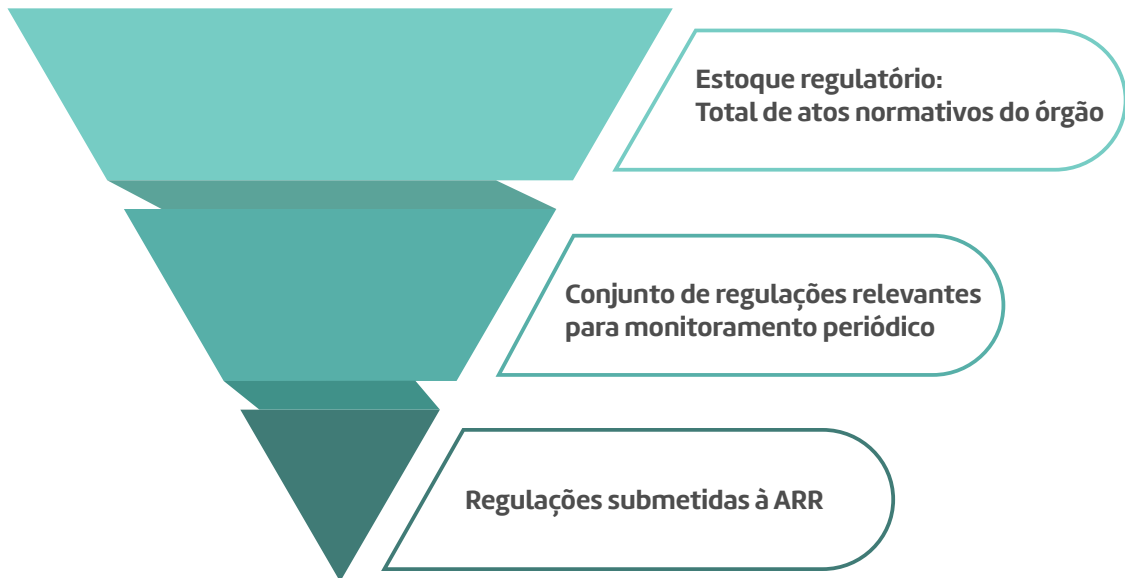 Estoque regulatório:
Total de atos normativos do órgão
Conjunto de regulações relevantes
para monitoramento periódico
Regulações submetidas à ARR